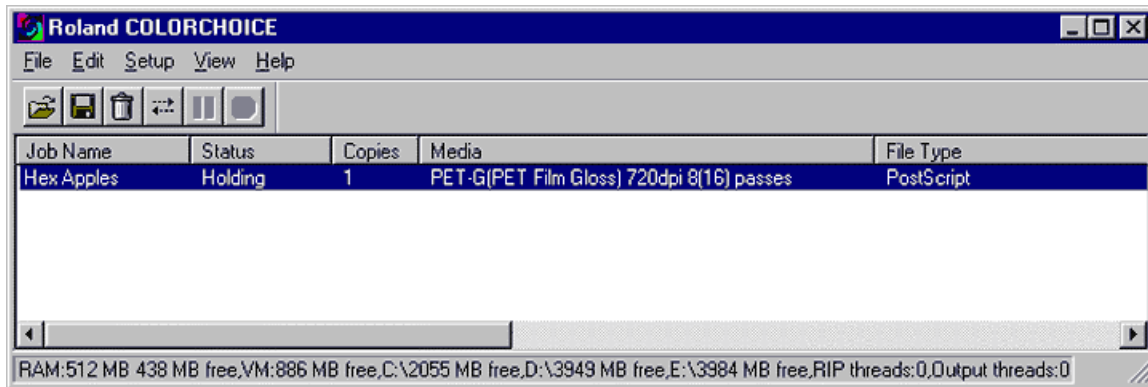 Roland COLORCHOICE
File Edit Setup View Help
Job Name Status Copies Media File Type
Hex Apples Holding 1 PET-G(PET Film Gloss) 720dpi 8(16) passes PostScript
RAM:512 MB 438 MB free,VM:886 MB free,C:\2055 MB free,D:\3949 MB free,E:\3984 MB free,RIP threads:0,Output threads:0